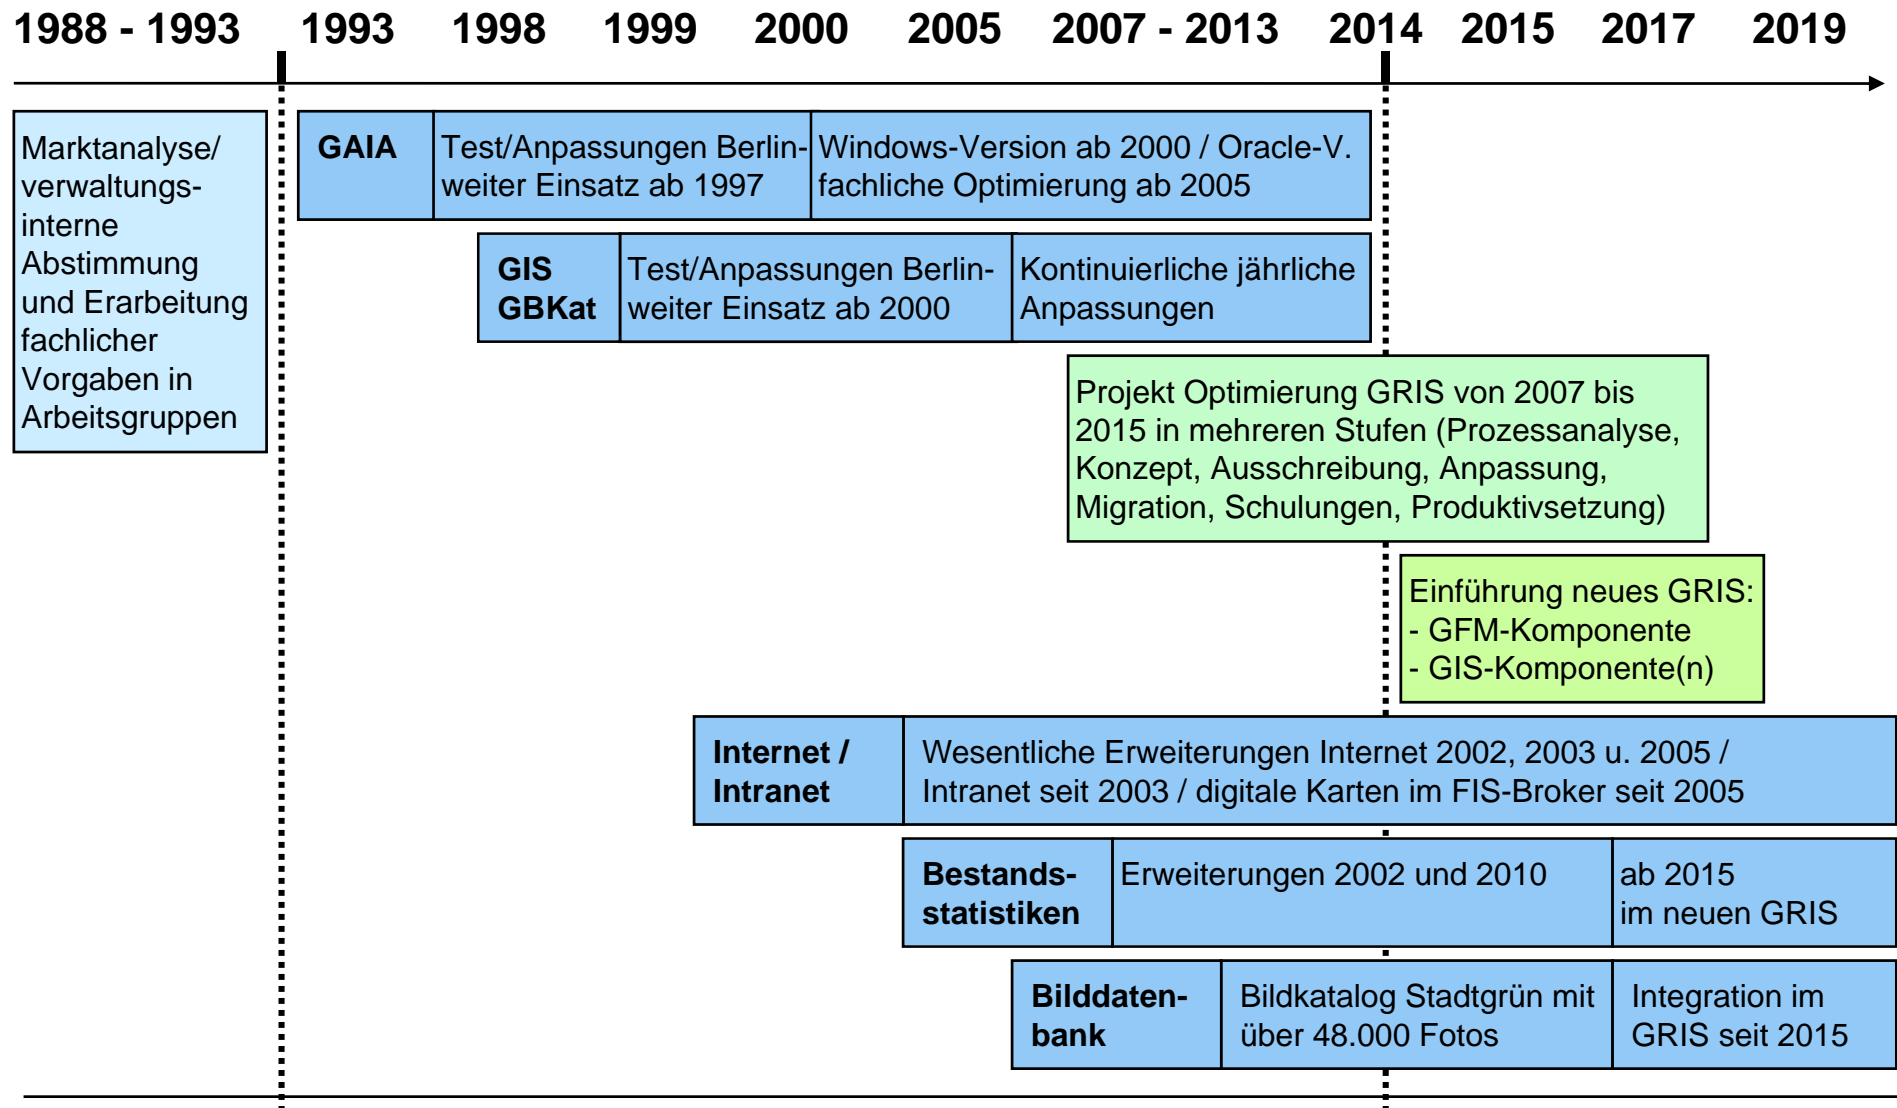 1988 - 1993 1993 1998 1999 2000 2005 2007 - 2013 2014 2015 2017 2019
Marktanalyse/
verwaltungs-
interne
Abstimmung
und Erarbeitung
fachlicher
Vorgaben in
Arbeitsgruppen
GAIA
Test/Anpassungen Berlin-
weiter Einsatz ab 1997
Windows-Version ab 2000 / Oracle-V.
fachliche Optimierung ab 2005
GIS
GBKat
Test/Anpassungen Berlin-
weiter Einsatz ab 2000
Kontinuierliche jährliche
Anpassungen
Projekt Optimierung GRIS von 2007 bis
2015 in mehreren Stufen (Prozessanalyse,
Konzept, Ausschreibung, Anpassung,
Migration, Schulungen, Produktivsetzung)
Einführung neues GRIS:
- GFM-Komponente
- GIS-Komponente(n)
Internet /
Intranet
Wesentliche Erweiterungen Internet 2002, 2003 u. 2005 /
Intranet seit 2003 / digitale Karten im FIS-Broker seit 2005
Bestands-
statistiken
Erweiterungen 2002 und 2010
ab 2015
im neuen GRIS
Bilddaten-
bank
Bildkatalog Stadtgrün mit
über 48.000 Fotos
Integration im
GRIS seit 2015